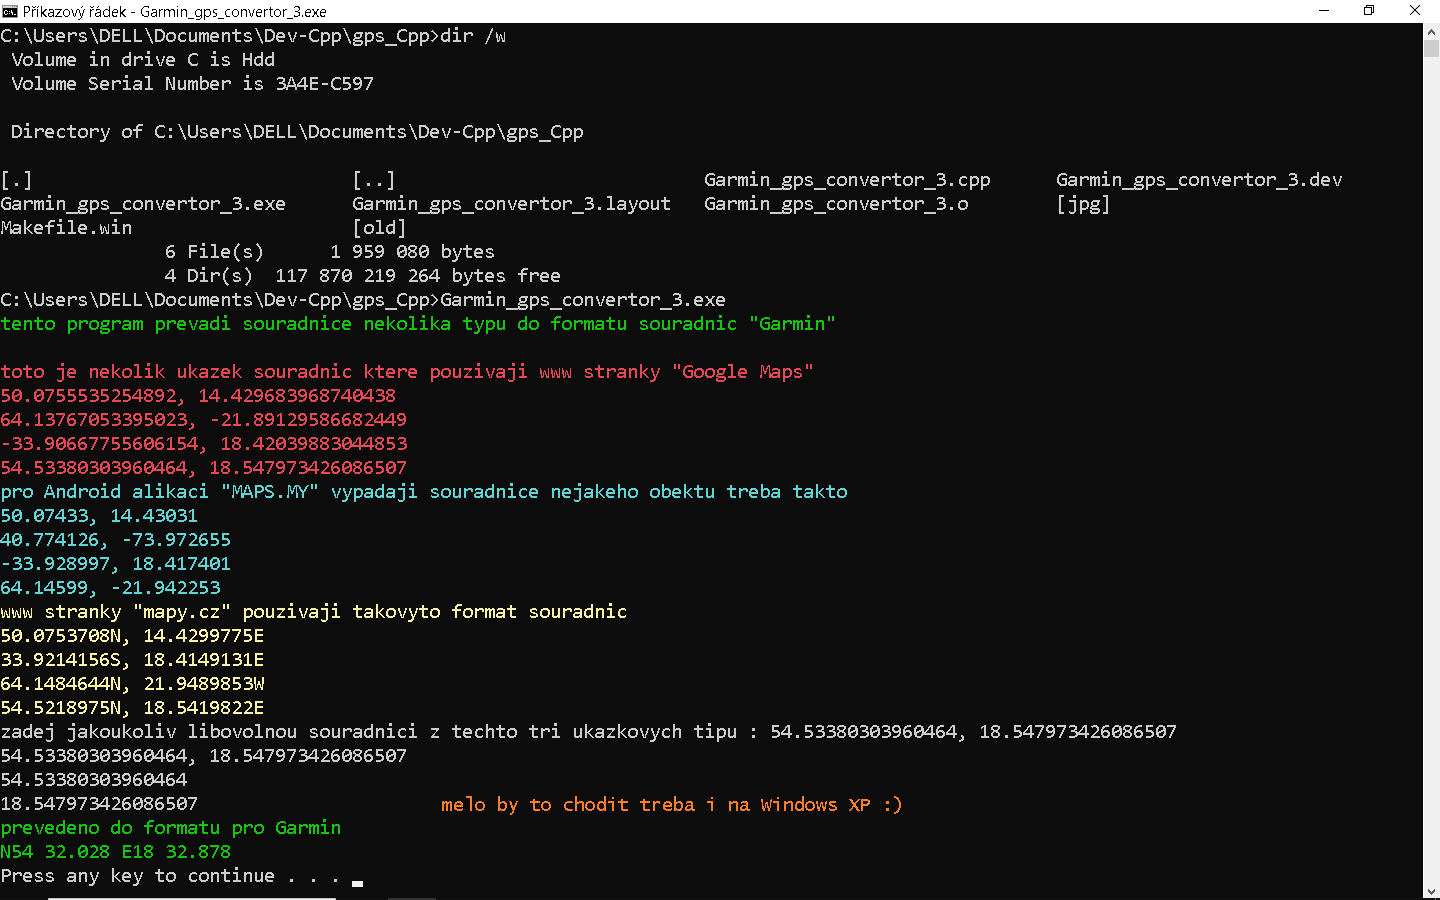 Příkazový řádek - Garmin_gps_convertor_3.exe
C:\Users\DELL\Documents\Dev-Cpp\gps_Cpp>dir /w
Volume in drive C is Hdd
Volume Serial Number is 3A4E-C597
Directory of C:\Users\DELL\Documents\Dev-Cpp\gps_Cpp
[.] [..] Garmin_gps_convertor_3.cpp Garmin_gps_convertor_3.dev
Garmin_gps_convertor_3.exe Garmin_gps_convertor_3.layout Garmin_gps_convertor_3.o [jpg]
Makefile.win [old]
6 File(s) 1 959 080 bytes
4 Dir(s) 117 870 219 264 bytes free
C:\Users\DELL\Documents\Dev-Cpp\gps_Cpp>Garmin_gps_convertor_3.exe
tento program prevadi souradnice nekolika typu do formatu souradnic "Garmin"
toto je nekolik ukazek souradnic ktere pouzivaji www stranky "Google Maps"
50.0755535254892, 14.429683968740438
64.13767053395023, -21.89129586682449
-33.90667755606154, 18.42039883044853
54.53380303960464, 18.547973426086507
pro Android alikaci "MAPS.MY" vypadaji souradnice nejakeho obektu treba takto
50.07433, 14.43031
40.774126, -73.972655
-33.928997, 18.417401
64.14599, -21.942253
www stranky "mapy.cz" pouzivaji takovyto format souradnic
50.0753708N, 14.4299775E
33.9214156S, 18.4149131E
64.1484644N, 21.9489853W
54.5218975N, 18.5419822E
zadej jakoukoliv libovolnou souradnici z techto tri ukazkovych tipu : 54.53380303960464, 18.547973426086507
54.53380303960464, 18.547973426086507
54.53380303960464
18.547973426086507 melo by to chodit treba i na Windows XP :)
prevedeno do formatu pro Garmin
N54 32.028 E18 32.878
Press any key to continue . . .